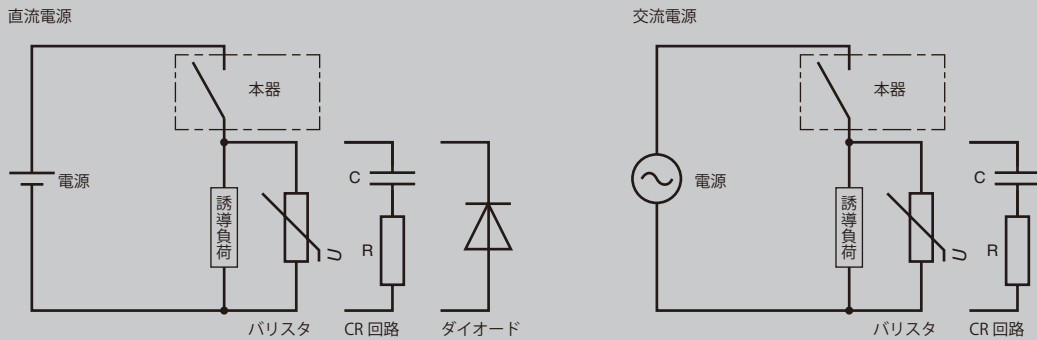 直流電源
本器
電源
C
R
誘導負荷
U
バリスタ
CR 回路
ダイオード
交流電源
本器
電源
C
R
誘導負荷
U
バリスタ
CR 回路